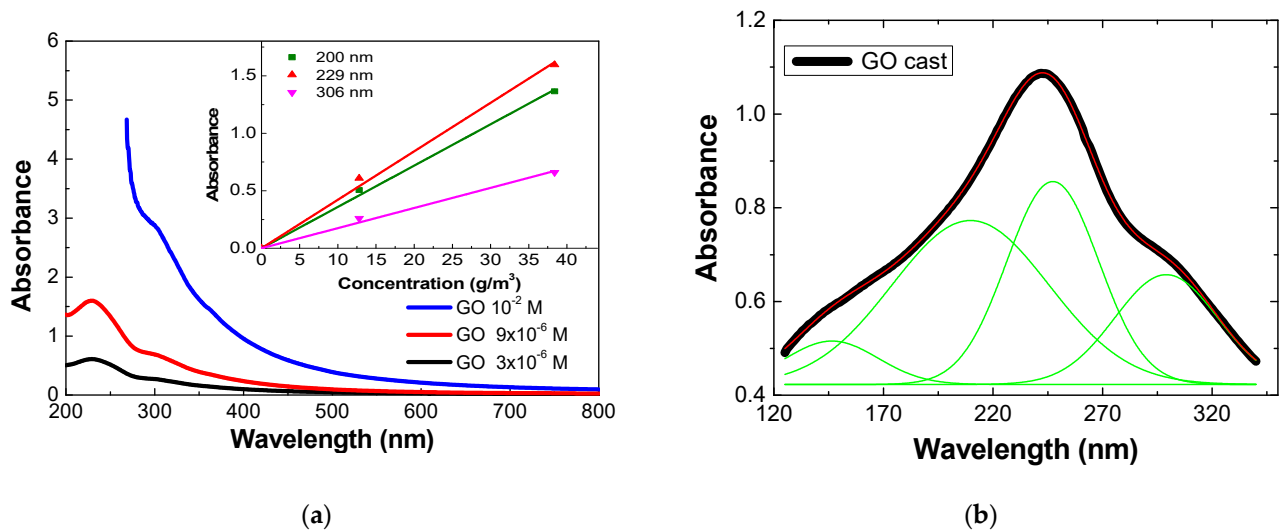 6
5
4
3
2
1
0
200 300 400 500 600 700 800
Absorbance
Wavelength (nm)
1.5
1.0
0.5
0.0
0 5 10 15 20 25 30 35 40
Absorbance
Concentration (g/m³)
200 nm
229 nm
306 nm
GO 10⁻² M
GO 9x10⁻⁶ M
GO 3x10⁻⁶ M
(a)
1.2
1.0
0.8
0.6
0.4
120 170 220 270 320
Absorbance
Wavelength (nm)
GO cast
(b)